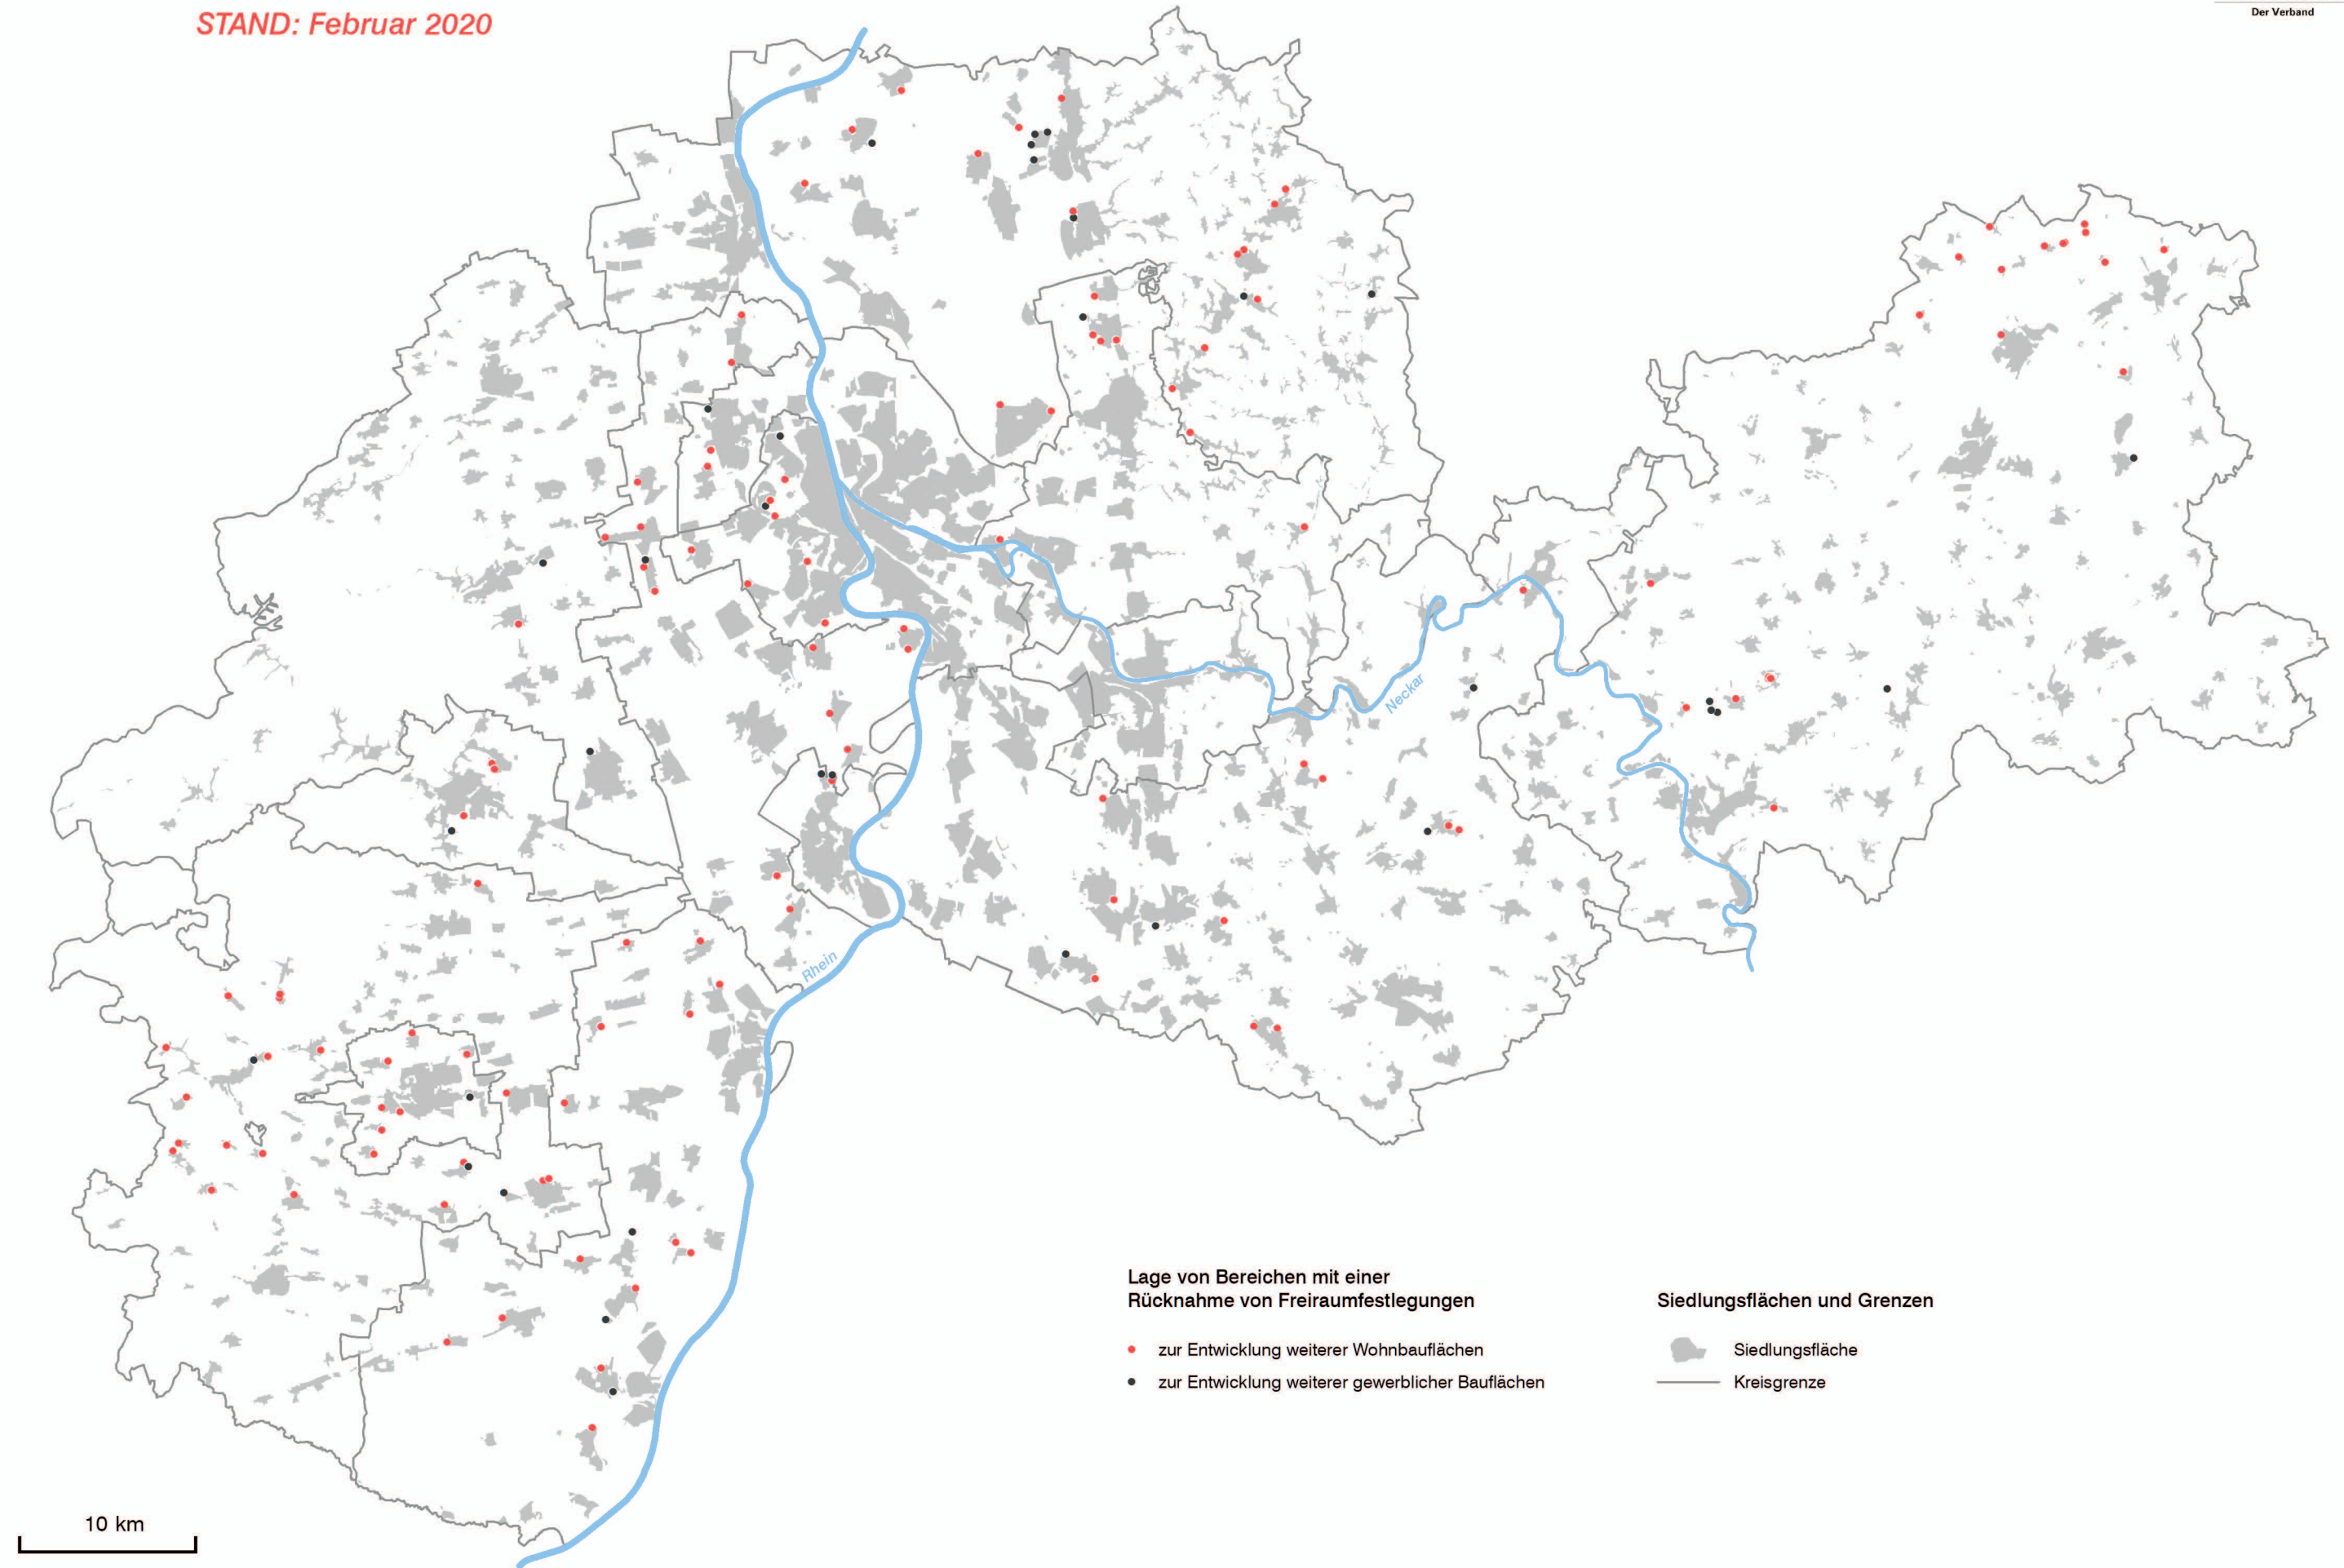 STAND: Februar 2020
Der Verband
Neckar
Rhein
Lage von Bereichen mit einer
Rücknahme von Freiraumfestlegungen
zur Entwicklung weiterer Wohnbauflächen
zur Entwicklung weiterer gewerblicher Bauflächen
Siedlungsflächen und Grenzen
Siedlungsfläche
Kreisgrenze
10 km